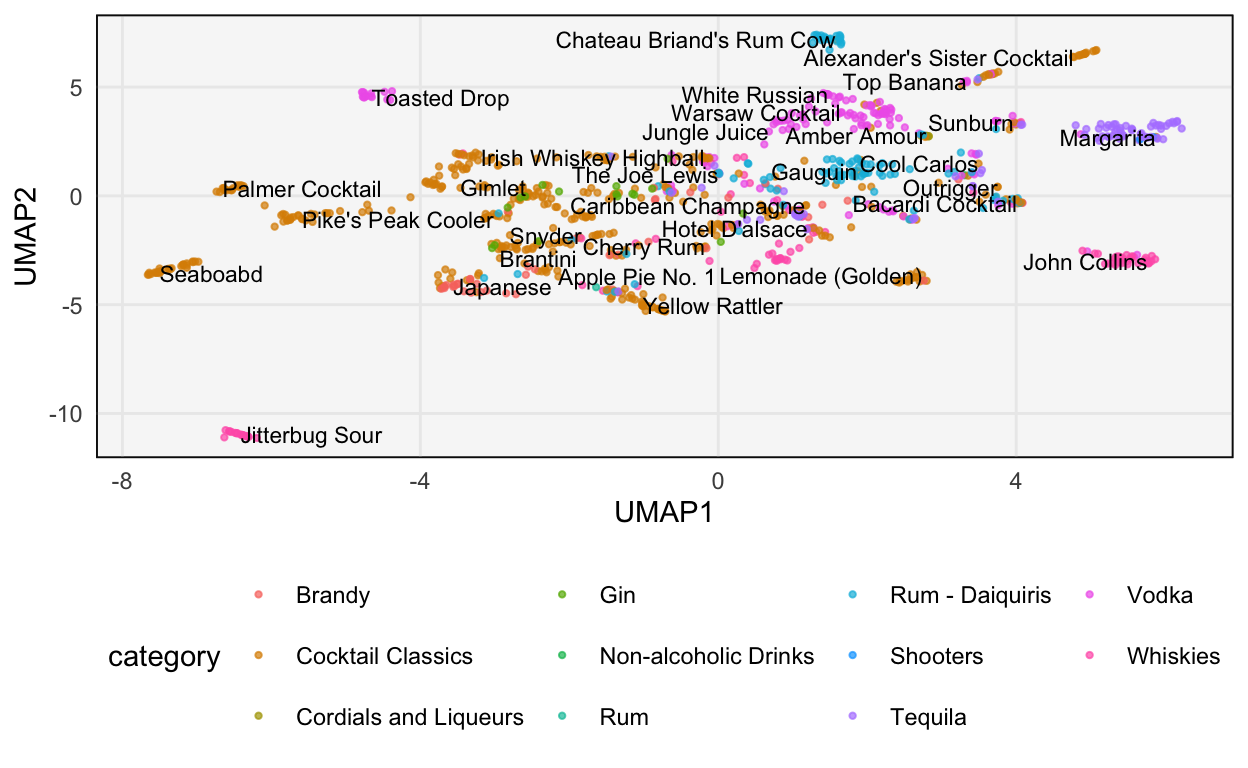 Chateau Briand's Rum Cow
Alexander's Sister Cocktail
Top Banana
5
Toasted Drop
White Russian
Warsaw Cocktail
Sunburn
Jungle Juice
Amber Amour
Margarita
Irish Whiskey Highball
Cool Carlos
The Joe Lewis
Gauguin
Palmer Cocktail
Gimlet
Outrigger
0
Caribbean Champagne
Bacardi Cocktail
Pike's Peak Cooler
Hotel D'alsace
Snyder
Cherry Rum
Brantini
John Collins
Seaboabd
Apple Pie No. 1
Lemonade (Golden)
Japanese
-5
Yellow Rattler
-10
Jitterbug Sour
UMAP2
-8 -4 0 4
UMAP1
category
Brandy
Cocktail Classics
Cordials and Liqueurs
Gin
Non-alcoholic Drinks
Rum
Rum - Daiquiris
Shooters
Tequila
Vodka
Whiskies